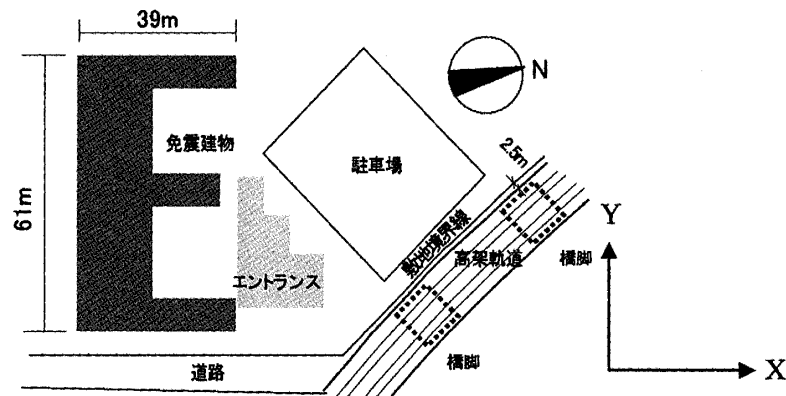 39m
N
免震建物
駐車場
2.5m
61m
Y
敷地境界線
高架軌道
橋脚
エントランス
橋脚
道路
X